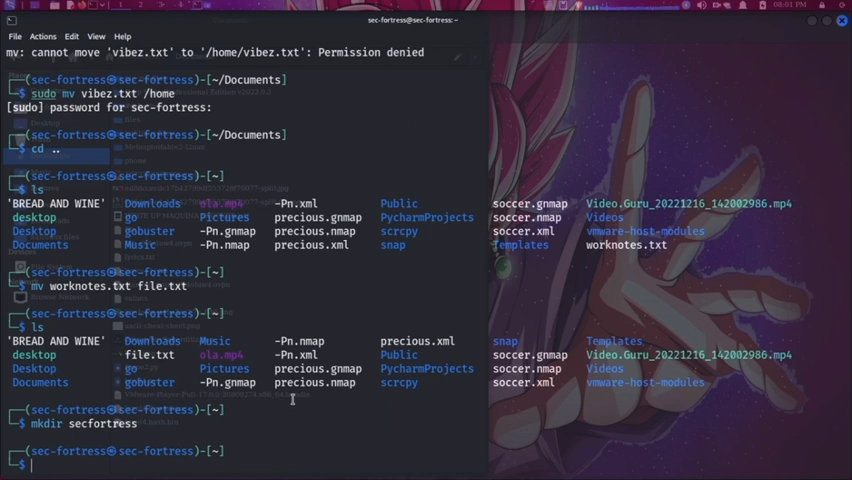 08:01 PM
sec-fortress@sec-fortress: ~
File Actions Edit View Help
mv: cannot move 'vibez.txt' to '/home/vibez.txt': Permission denied
┌──(sec-fortress㉿sec-fortress)-[~/Documents]
└─$ sudo mv vibez.txt /home
[sudo] password for sec-fortress:
┌──(sec-fortress㉿sec-fortress)-[~/Documents]
└─$ cd ..
┌──(sec-fortress㉿sec-fortress)-[~]
└─$ ls
'BREAD AND WINE' Downloads ola.mp4 -Pn.xml Public soccer.gnmap Video.Guru_20221216_142002986.mp4
desktop go Pictures precious.gnmap PycharmProjects soccer.nmap Videos
Desktop gobuster -Pn.gnmap precious.nmap scrcpy soccer.xml vmware-host-modules
Documents Music -Pn.nmap precious.xml snap Templates worknotes.txt
┌──(sec-fortress㉿sec-fortress)-[~]
└─$ mv worknotes.txt file.txt
┌──(sec-fortress㉿sec-fortress)-[~]
└─$ ls
'BREAD AND WINE' Downloads Music -Pn.nmap precious.xml snap Templates
desktop file.txt ola.mp4 -Pn.xml Public soccer.gnmap Video.Guru_20221216_142002986.mp4
Desktop go Pictures precious.gnmap PycharmProjects soccer.nmap Videos
Documents gobuster -Pn.gnmap precious.nmap scrcpy soccer.xml vmware-host-modules
┌──(sec-fortress㉿sec-fortress)-[~]
└─$ mkdir secfortress
┌──(sec-fortress㉿sec-fortress)-[~]
└─$